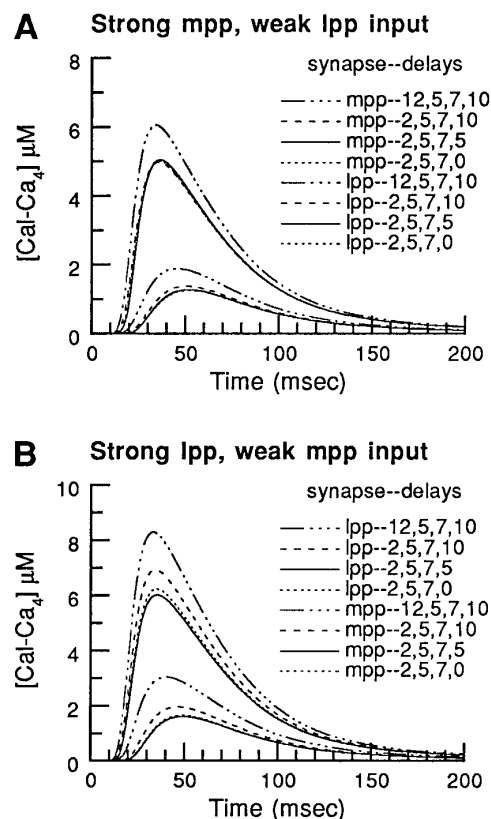 A Strong mpp, weak lpp input
synapse--delays
mpp--12,5,7,10
mpp--2,5,7,10
mpp--2,5,7,5
mpp--2,5,7,0
lpp--12,5,7,10
lpp--2,5,7,10
lpp--2,5,7,5
lpp--2,5,7,0
[Cal-Ca4] µM
8
6
4
2
0
0 50 100 150 200
Time (msec)
B Strong lpp, weak mpp input
synapse--delays
lpp--12,5,7,10
lpp--2,5,7,10
lpp--2,5,7,5
lpp--2,5,7,0
mpp--12,5,7,10
mpp--2,5,7,10
mpp--2,5,7,5
mpp--2,5,7,0
[Cal-Ca4] µM
10
8
6
4
2
0
0 50 100 150 200
Time (msec)